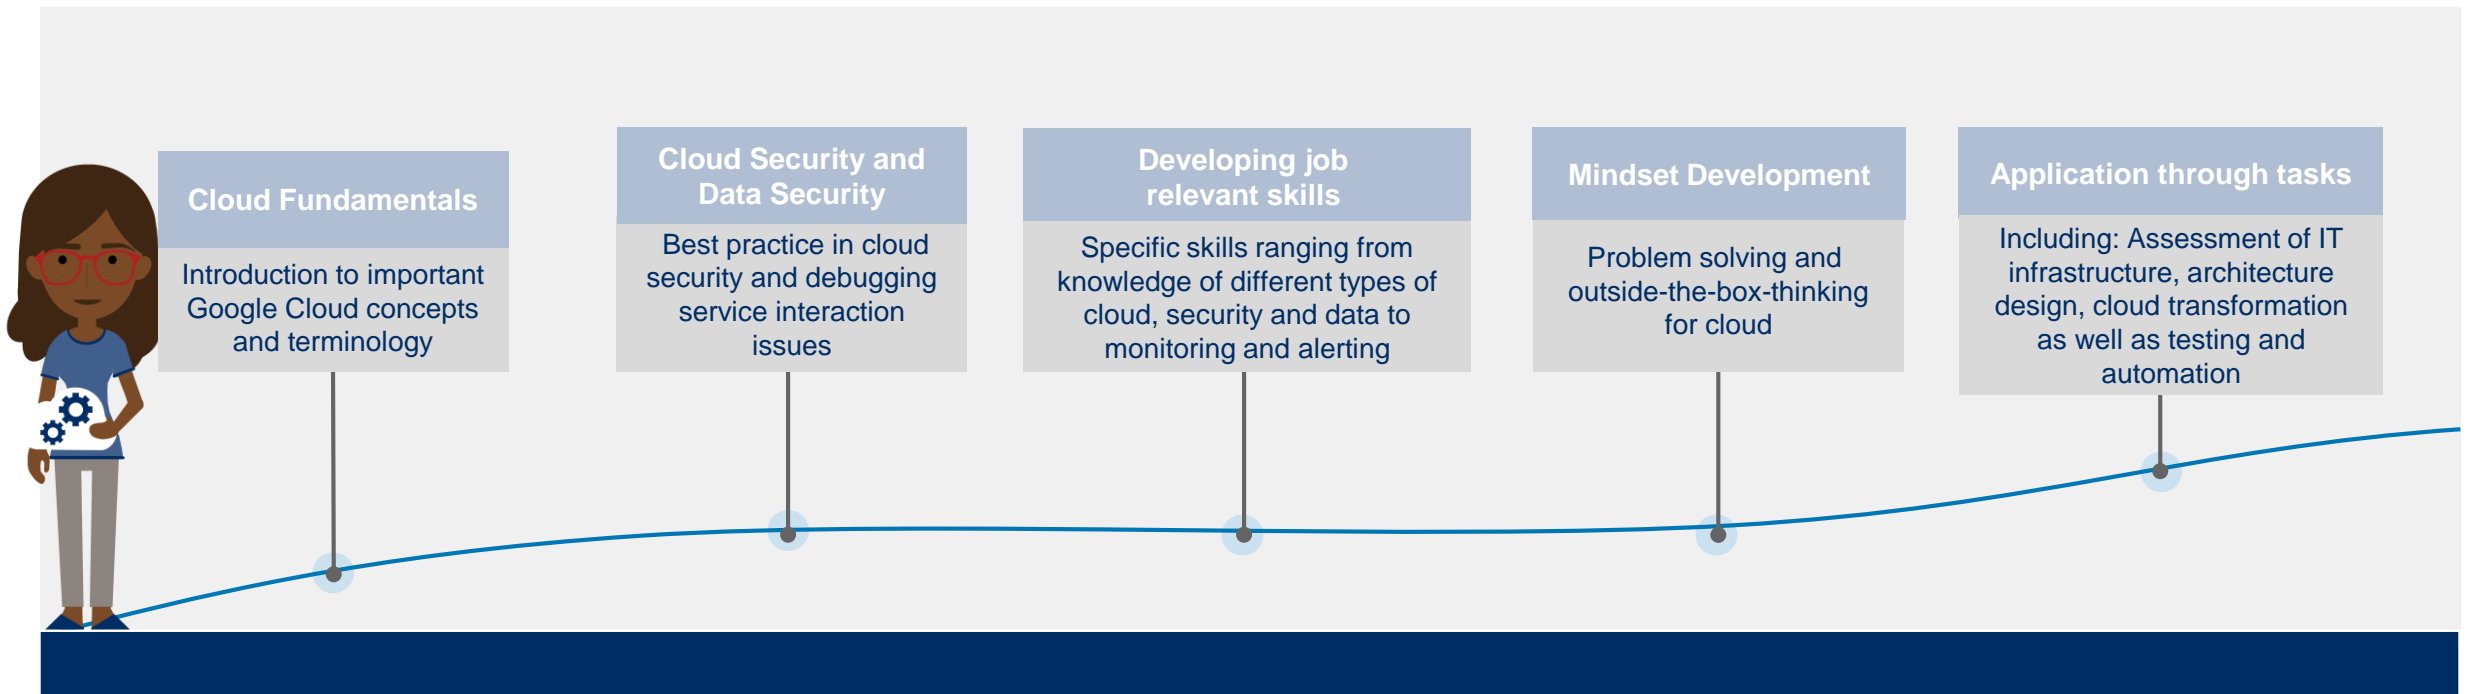 Cloud Fundamentals
Introduction to important
Google Cloud concepts
and terminology
Cloud Security and
Data Security
Best practice in cloud
security and debugging
service interaction
issues
Developing job
relevant skills
Specific skills ranging from
knowledge of different types of
cloud, security and data to
monitoring and alerting
Mindset Development
Problem solving and
outside-the-box-thinking
for cloud
Application through tasks
Including: Assessment of IT
infrastructure, architecture
design, cloud transformation
as well as testing and
automation